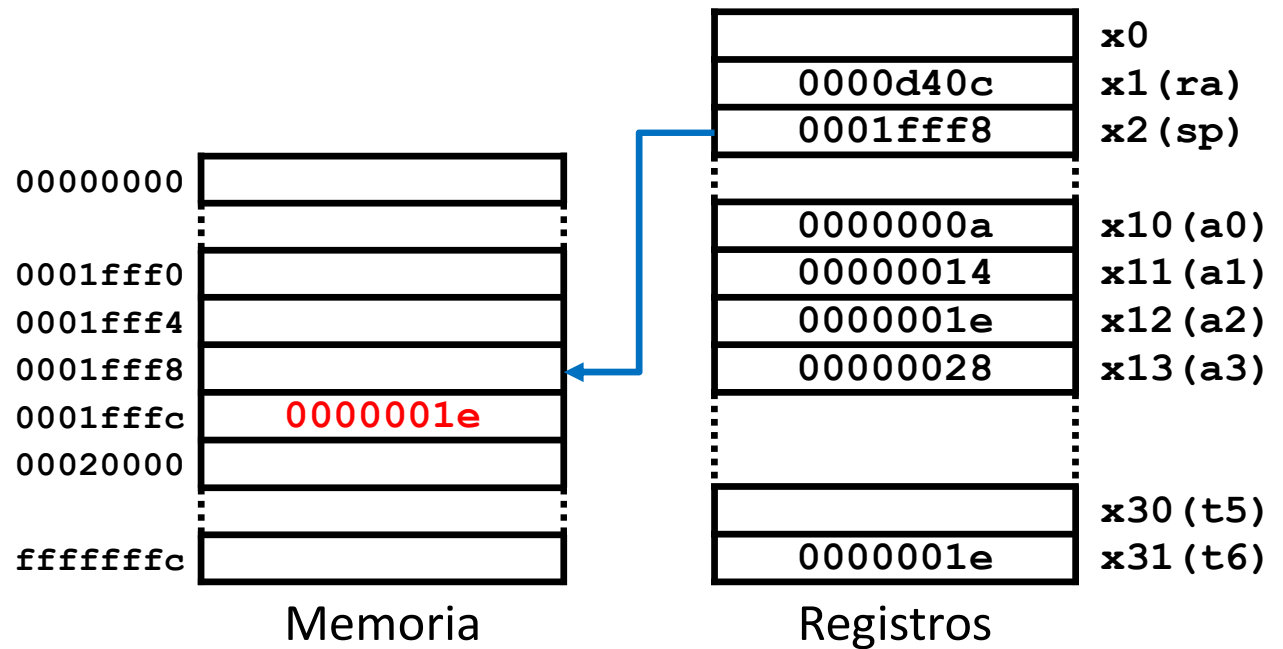 x0
0000d40c x1(ra)
0001fff8 x2(sp)
00000000
0000000a x10(a0)
0001fff0 00000014 x11(a1)
0001fff4 0000001e x12(a2)
0001fff8 00000028 x13(a3)
0001fffc 0000001e
00020000
x30(t5)
fffffffc 0000001e x31(t6)
Memoria Registros